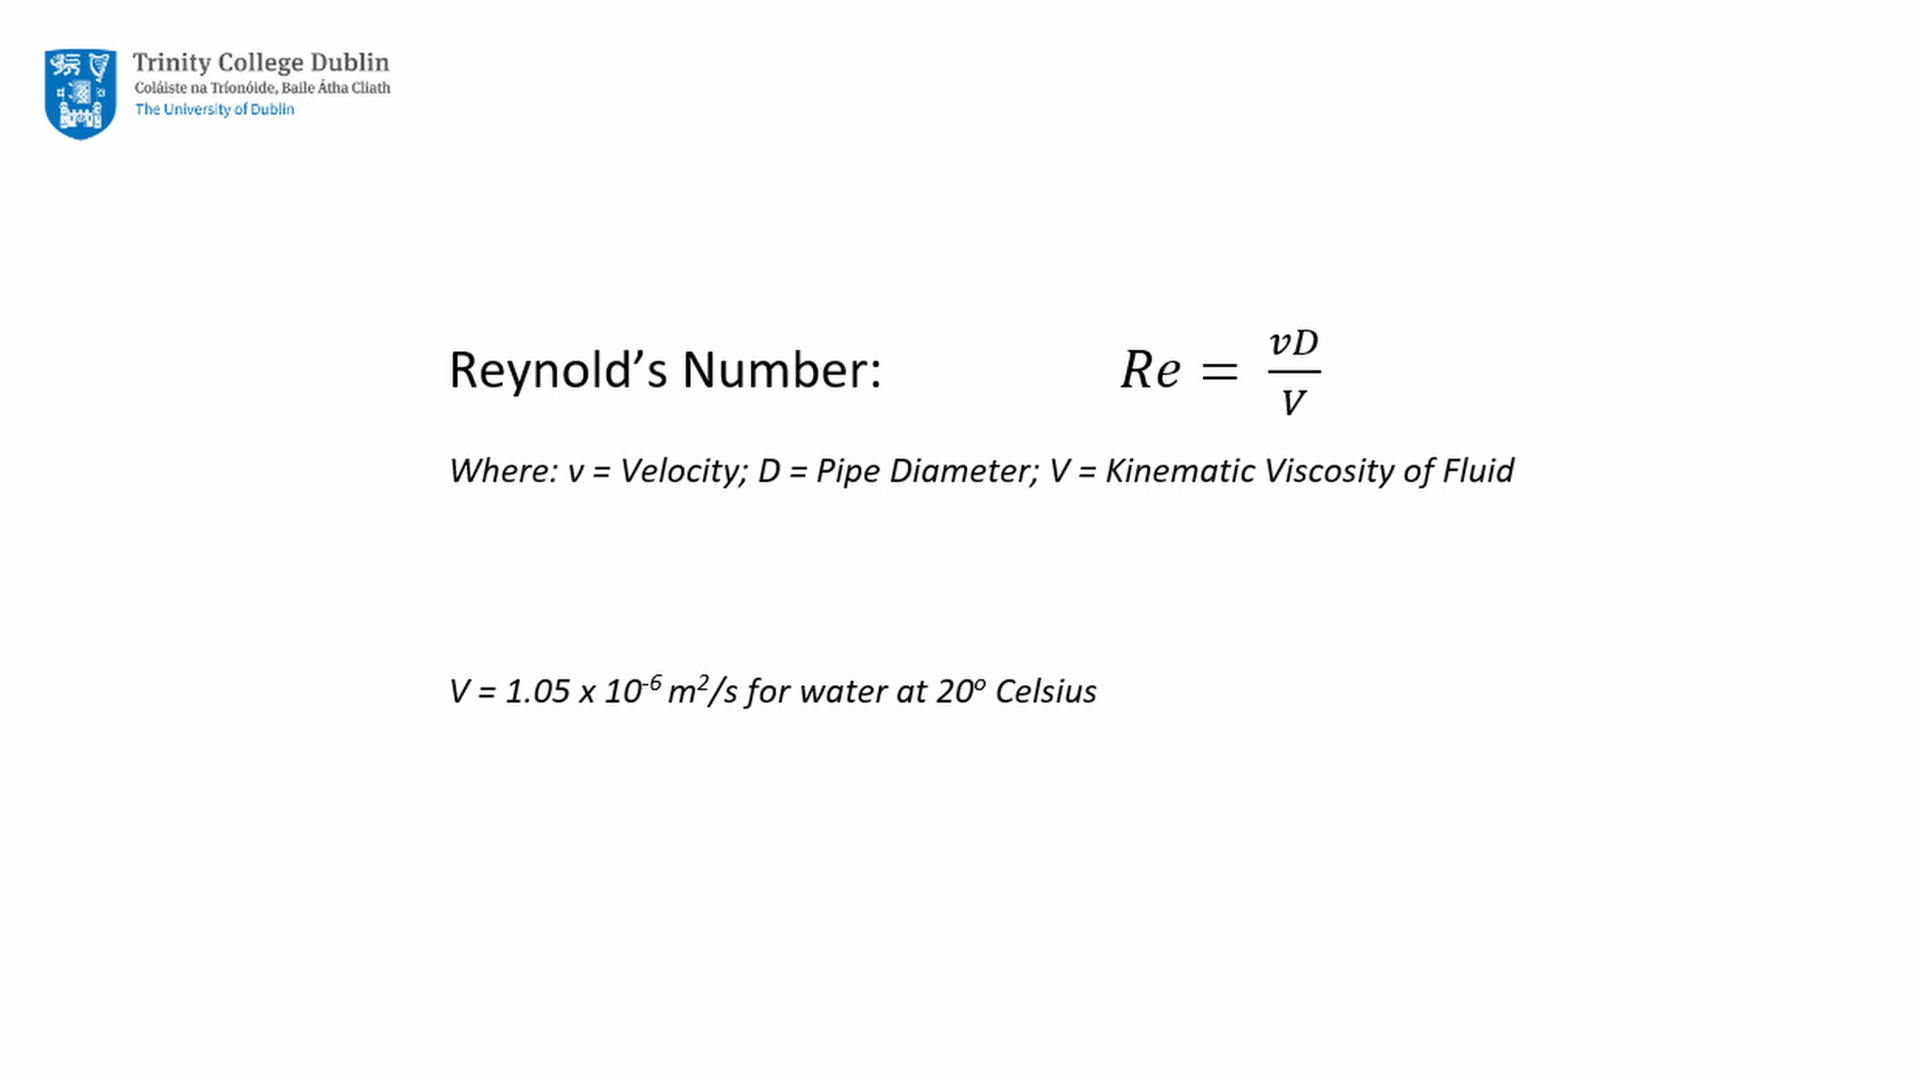 Trinity College Dublin
Coláiste na Tríonóide, Baile Átha Cliath
The University of Dublin
Reynold’s Number: Re = vD/V
Where: v = Velocity; D = Pipe Diameter; V = Kinematic Viscosity of Fluid
V = 1.05 x 10⁻⁶ m²/s for water at 20º Celsius